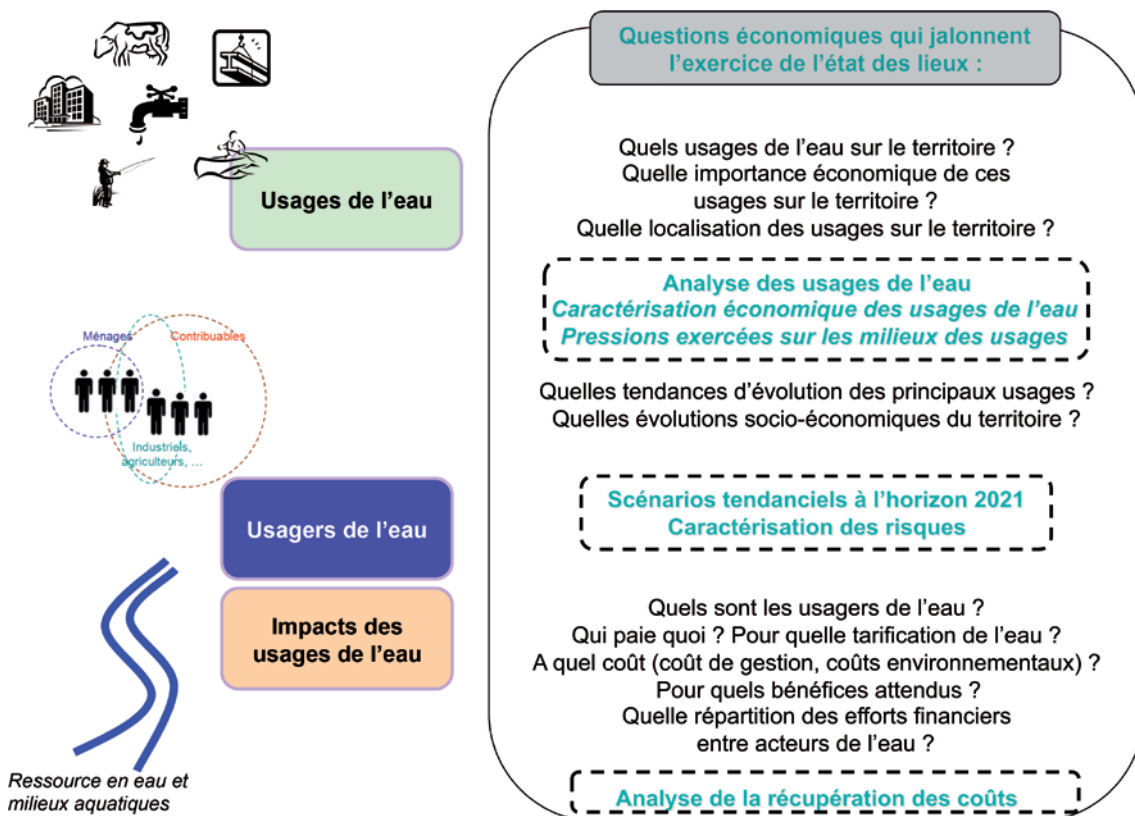 Usages de l’eau
Ménages
Contribuables
Industriels,
agriculteurs, ...
Usagers de l’eau
Impacts des
usages de l’eau
Ressource en eau et
milieux aquatiques
Questions économiques qui jalonnent
l’exercice de l’état des lieux :
Quels usages de l’eau sur le territoire ?
Quelle importance économique de ces
usages sur le territoire ?
Quelle localisation des usages sur le territoire ?
Analyse des usages de l’eau
Caractérisation économique des usages de l’eau
Pressions exercées sur les milieux des usages
Quelles tendances d’évolution des principaux usages ?
Quelles évolutions socio-économiques du territoire ?
Scénarios tendanciels à l’horizon 2021
Caractérisation des risques
Quels sont les usagers de l’eau ?
Qui paie quoi ? Pour quelle tarification de l’eau ?
A quel coût (coût de gestion, coûts environnementaux) ?
Pour quels bénéfices attendus ?
Quelle répartition des efforts financiers
entre acteurs de l’eau ?
Analyse de la récupération des coûts